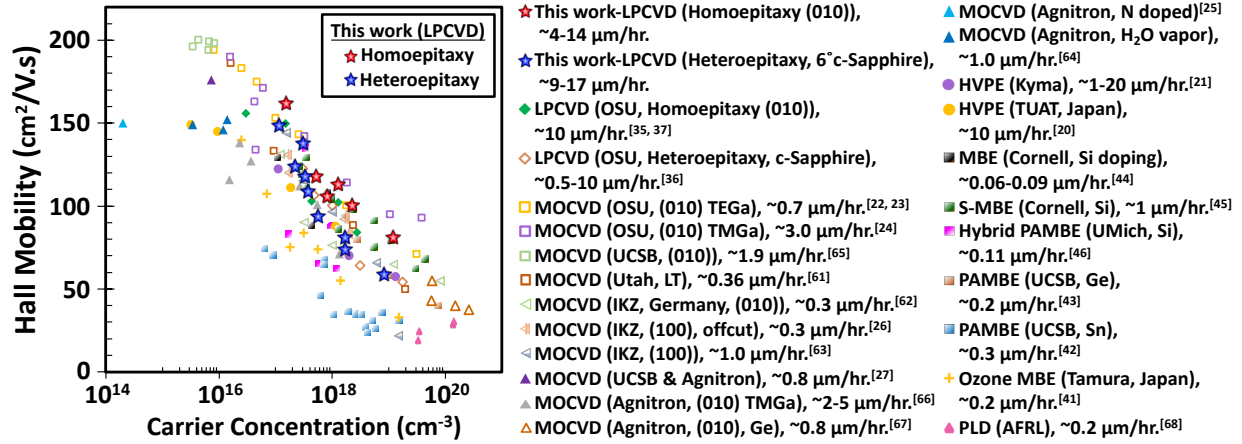 This work (LPCVD)
Homoepitaxy
Heteroepitaxy
Hall Mobility (cm²/V.s)
200
150
100
50
0
10¹⁴
10¹⁶
10¹⁸
10²⁰
Carrier Concentration (cm⁻³)
This work-LPCVD (Homoepitaxy (010)),
~4-14 μm/hr.
This work-LPCVD (Heteroepitaxy, 6˚c-Sapphire),
~9-17 μm/hr.
LPCVD (OSU, Homoepitaxy (010)),
~10 μm/hr.[35, 37]
LPCVD (OSU, Heteroepitaxy, c-Sapphire),
~0.5-10 μm/hr.[36]
MOCVD (OSU, (010) TEGa), ~0.7 μm/hr.[22, 23]
MOCVD (OSU, (010) TMGa), ~3.0 μm/hr.[24]
MOCVD (UCSB, (010)), ~1.9 μm/hr.[65]
MOCVD (Utah, LT), ~0.36 μm/hr.[61]
MOCVD (IKZ, Germany, (010)), ~0.3 μm/hr.[62]
MOCVD (IKZ, (100), offcut), ~0.3 μm/hr.[26]
MOCVD (IKZ, (100)), ~1.0 μm/hr.[63]
MOCVD (UCSB & Agnitron), ~0.8 μm/hr.[27]
MOCVD (Agnitron, (010) TMGa), ~2-5 μm/hr.[66]
MOCVD (Agnitron, (010), Ge), ~0.8 μm/hr.[67]
MOCVD (Agnitron, N doped)[25]
MOCVD (Agnitron, H₂O vapor),
~1.0 μm/hr.[64]
HVPE (Kyma), ~1-20 μm/hr.[21]
HVPE (TUAT, Japan),
~10 μm/hr.[20]
MBE (Cornell, Si doping),
~0.06-0.09 μm/hr.[44]
S-MBE (Cornell, Si), ~1 μm/hr.[45]
Hybrid PAMBE (UMich, Si),
~0.11 μm/hr.[46]
PAMBE (UCSB, Ge),
~0.2 μm/hr.[43]
PAMBE (UCSB, Sn),
~0.3 μm/hr.[42]
Ozone MBE (Tamura, Japan),
~0.2 μm/hr.[41]
PLD (AFRL), ~0.2 μm/hr.[68]